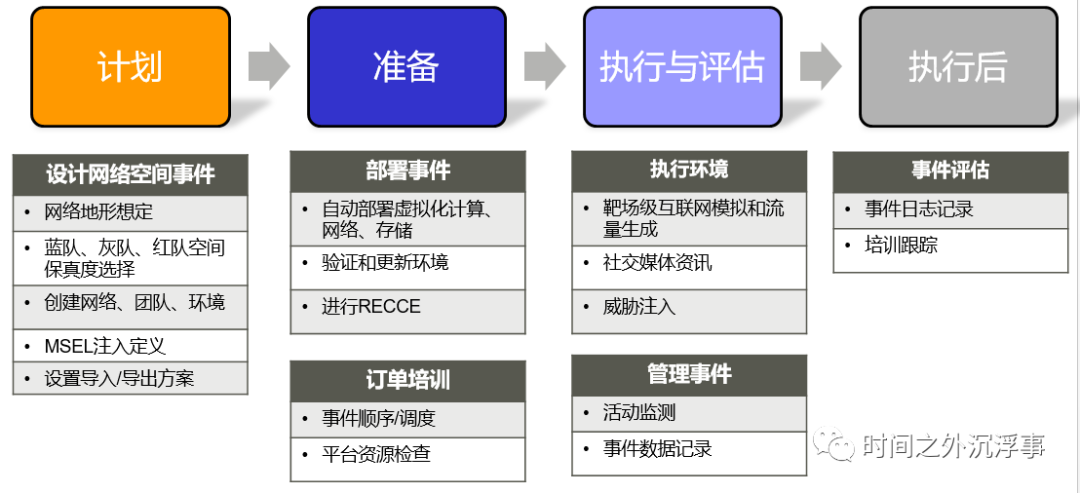 计划
准备
执行与评估
执行后
设计网络空间事件
• 网络地形想定
• 蓝队、灰队、红队空间
保真度选择
• 创建网络、团队、环境
• MSEL注入定义
• 设置导入/导出方案
部署事件
• 自动部署虚拟化计算、
网络、存储
• 验证和更新环境
• 进行RECCE
订单培训
• 事件顺序/调度
• 平台资源检查
执行环境
• 靶场级互联网模拟和流
量生成
• 社交媒体资讯
• 威胁注入
管理事件
• 活动监测
• 事件数据记录
事件评估
• 事件日志记录
• 培训跟踪
时间之外沉浮事